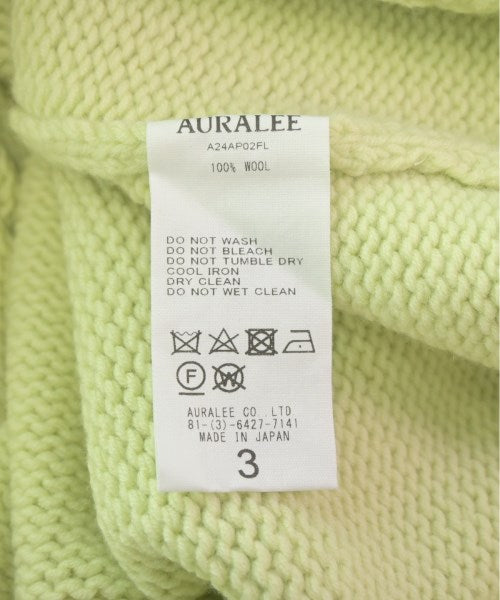 AURALEE
A24AP02FL
100% WOOL
DO NOT WASH
DO NOT BLEACH
DO NOT TUMBLE DRY
COOL IRON
DRY CLEAN
DO NOT WET CLEAN
F W
AURALEE CO., LTD
81-(3)-6427-7141
MADE IN JAPAN
3